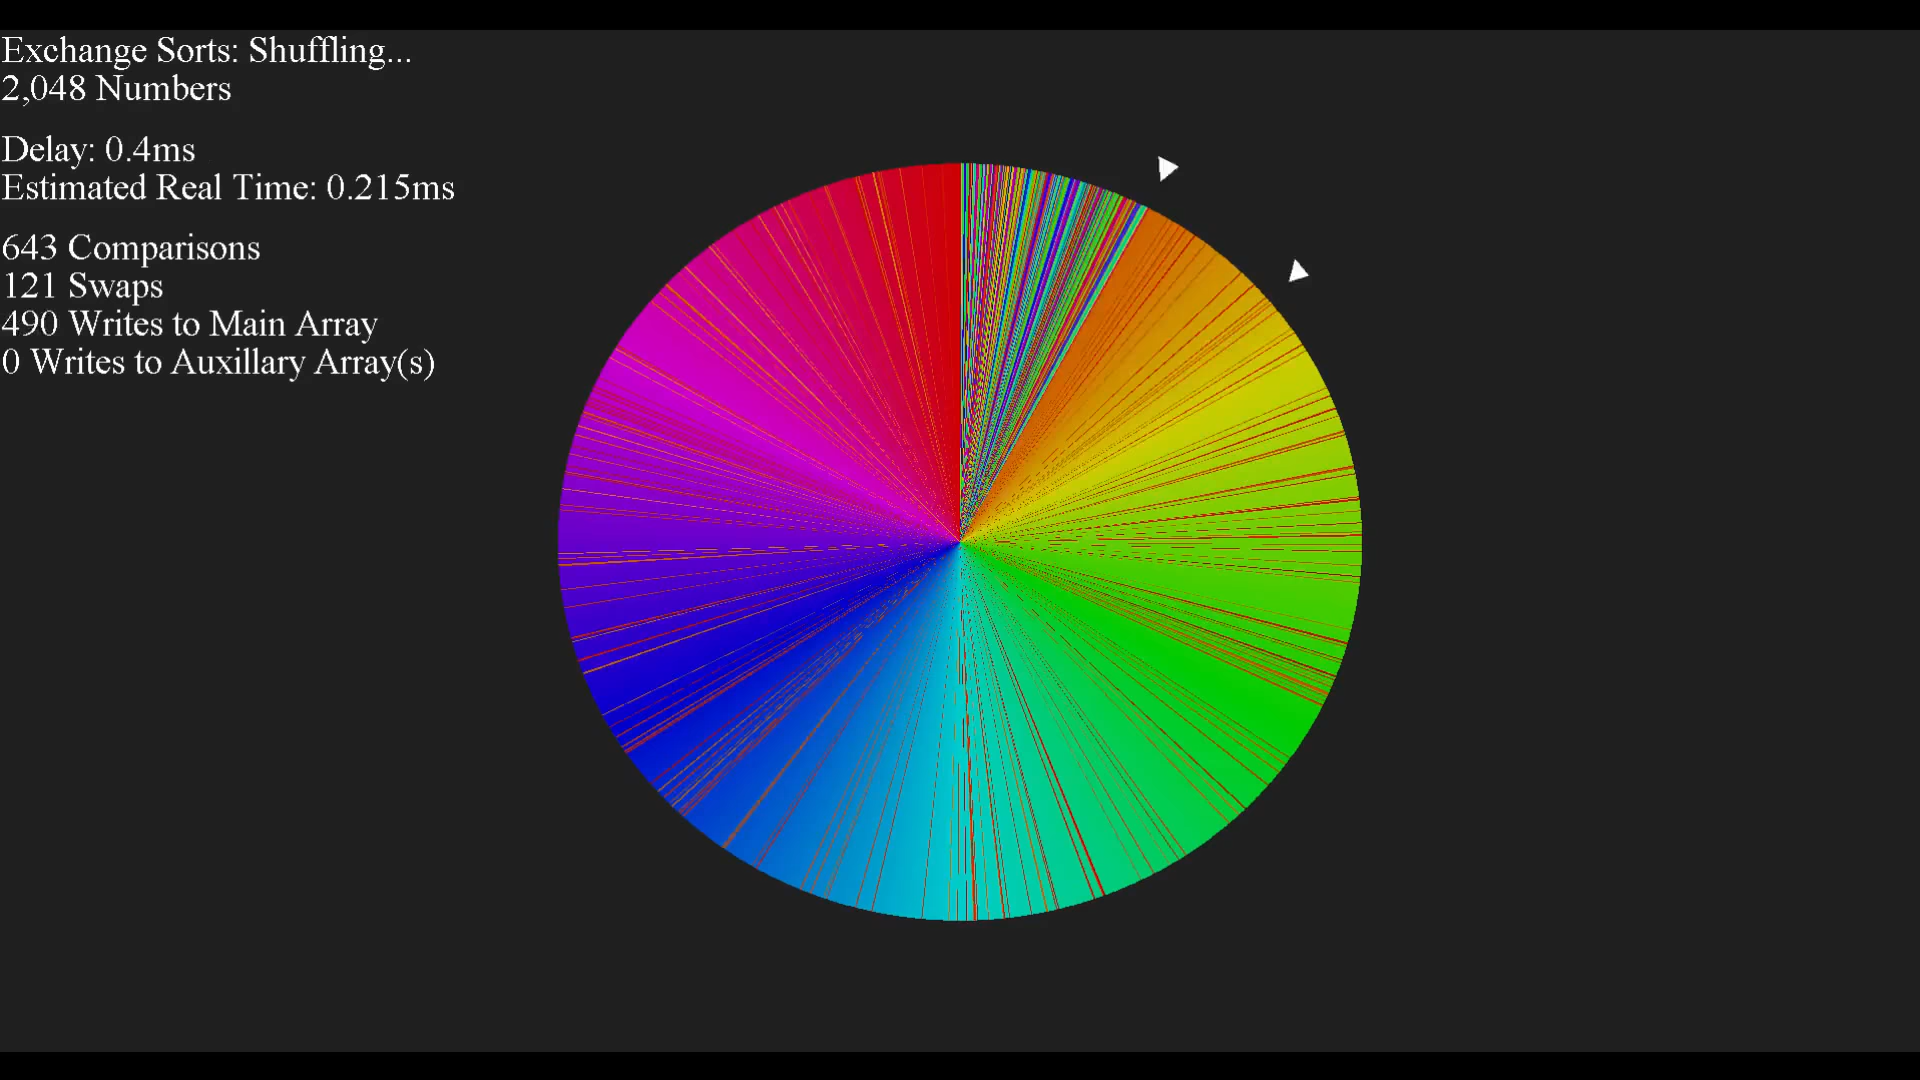 Exchange Sorts: Shuffling...
2,048 Numbers
Delay: 0.4ms
Estimated Real Time: 0.215ms
643 Comparisons
121 Swaps
490 Writes to Main Array
0 Writes to Auxillary Array(s)